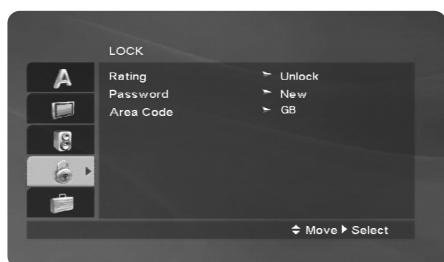 LOCK
A
Rating Unlock
Password New
Area Code GB
Move Select